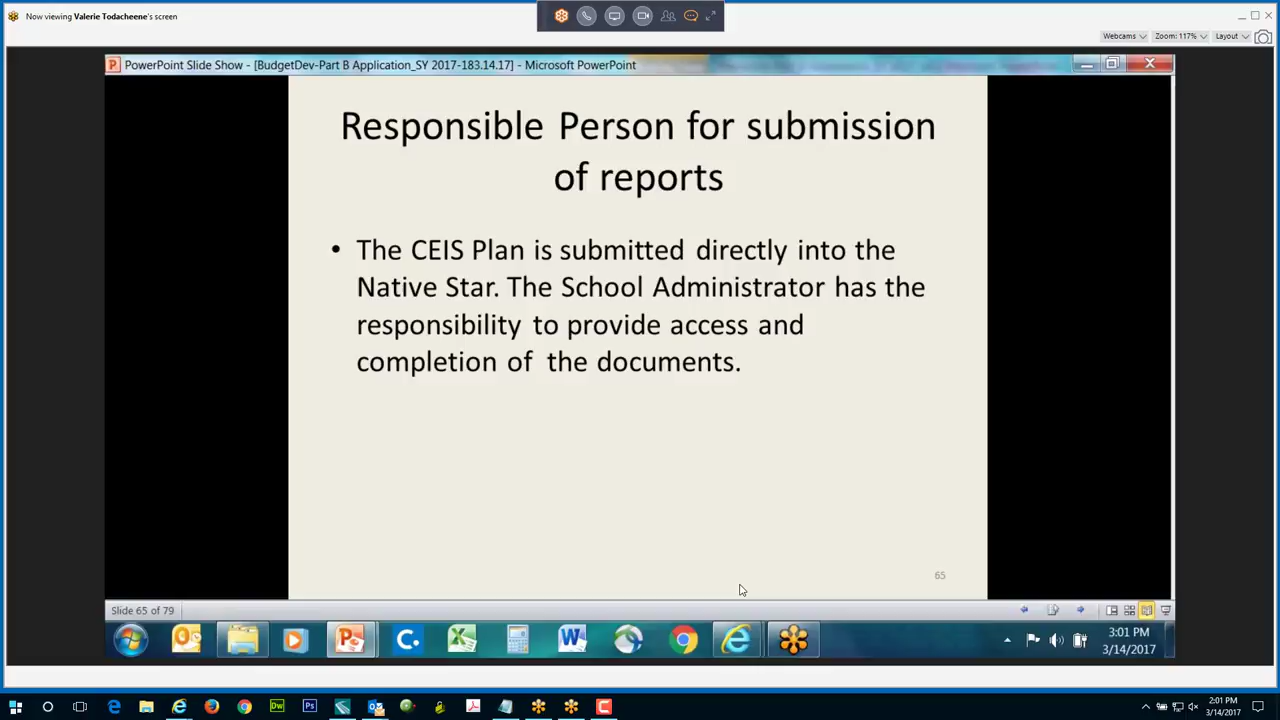 Now viewing Valerie Todacheene's screen
Webcams
Zoom: 117%
Layout
PowerPoint Slide Show - [BudgetDev-Part B Application_SY 2017-183.14.17] - Microsoft PowerPoint
Responsible Person for submission
of reports
• The CEIS Plan is submitted directly into the
Native Star. The School Administrator has the
responsibility to provide access and
completion of the documents.
65
Slide 65 of 79
3:01 PM
3/14/2017
2:01 PM
3/14/2017